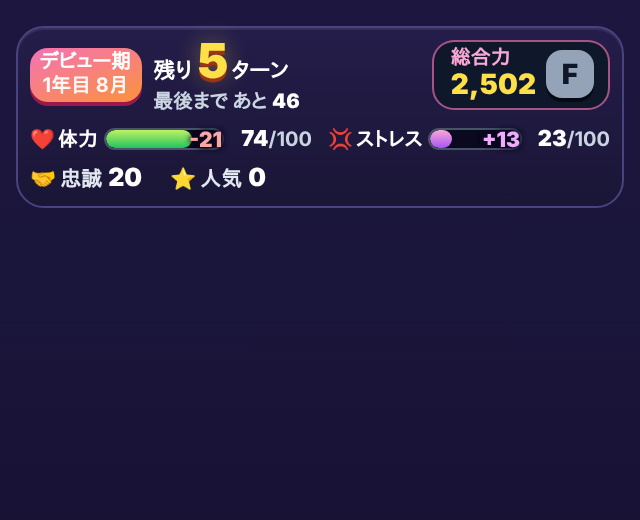 デビュー期
1年目 8月
残り 5 ターン
最後まで あと 46
総合力
2,502
F
体力 -21 74/100
ストレス +13 23/100
忠誠 20
人気 0